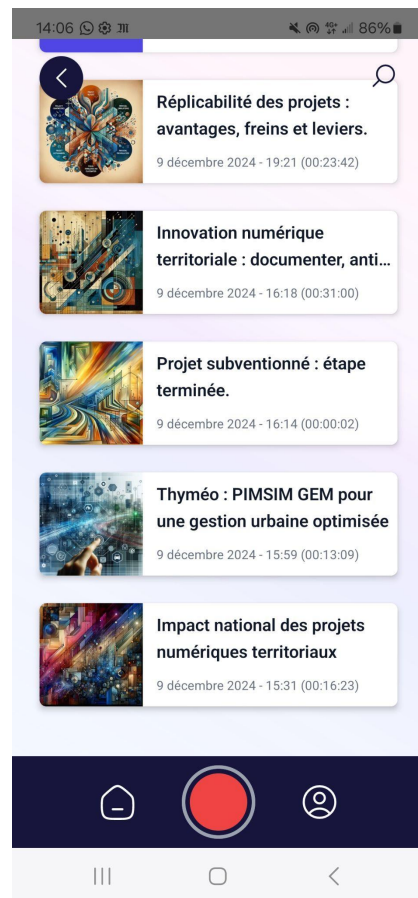 14:06 86%
4G+
Réplicabilité des projets :
avantages, freins et leviers.
9 décembre 2024 - 19:21 (00:23:42)
Innovation numérique
territoriale : documenter, anti...
9 décembre 2024 - 16:18 (00:31:00)
Projet subventionné : étape
terminée.
9 décembre 2024 - 16:14 (00:00:02)
Thyméo : PIMSIM GEM pour
une gestion urbaine optimisée
9 décembre 2024 - 15:59 (00:13:09)
Impact national des projets
numériques territoriaux
9 décembre 2024 - 15:31 (00:16:23)